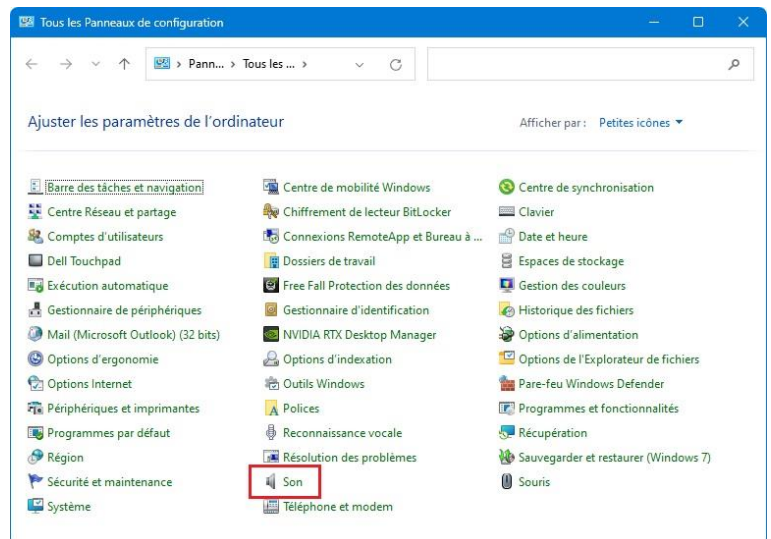 Tous les Panneaux de configuration
Pann... > Tous les ... >
Ajuster les paramètres de l'ordinateur
Afficher par : Petites icônes
Barre des tâches et navigation
Centre de mobilité Windows
Centre de synchronisation
Centre Réseau et partage
Chiffrement de lecteur BitLocker
Clavier
Comptes d'utilisateurs
Connexions RemoteApp et Bureau à ...
Date et heure
Dell Touchpad
Dossiers de travail
Espaces de stockage
Exécution automatique
Free Fall Protection des données
Gestion des couleurs
Gestionnaire de périphériques
Gestionnaire d'identification
Historique des fichiers
Mail (Microsoft Outlook) (32 bits)
NVIDIA RTX Desktop Manager
Options d'alimentation
Options d'ergonomie
Options d'indexation
Options de l'Explorateur de fichiers
Options Internet
Outils Windows
Pare-feu Windows Defender
Périphériques et imprimantes
Polices
Programmes et fonctionnalités
Programmes par défaut
Reconnaissance vocale
Récupération
Région
Résolution des problèmes
Sauvegarder et restaurer (Windows 7)
Sécurité et maintenance
Son
Souris
Système
Téléphone et modem